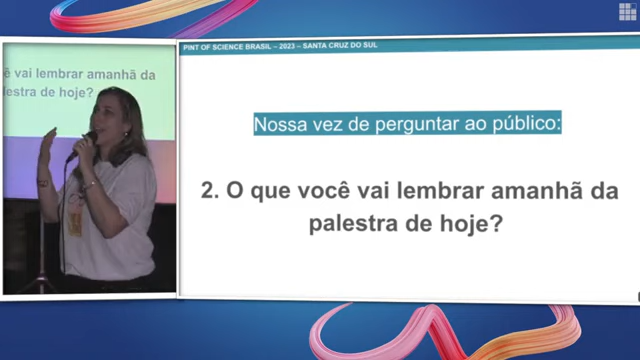 PINT OF SCIENCE BRASIL – 2023 – SANTA CRUZ DO SUL
ê vai lembrar amanhã da
alestra de hoje?
Nossa vez de perguntar ao público:
2. O que você vai lembrar amanhã da
palestra de hoje?